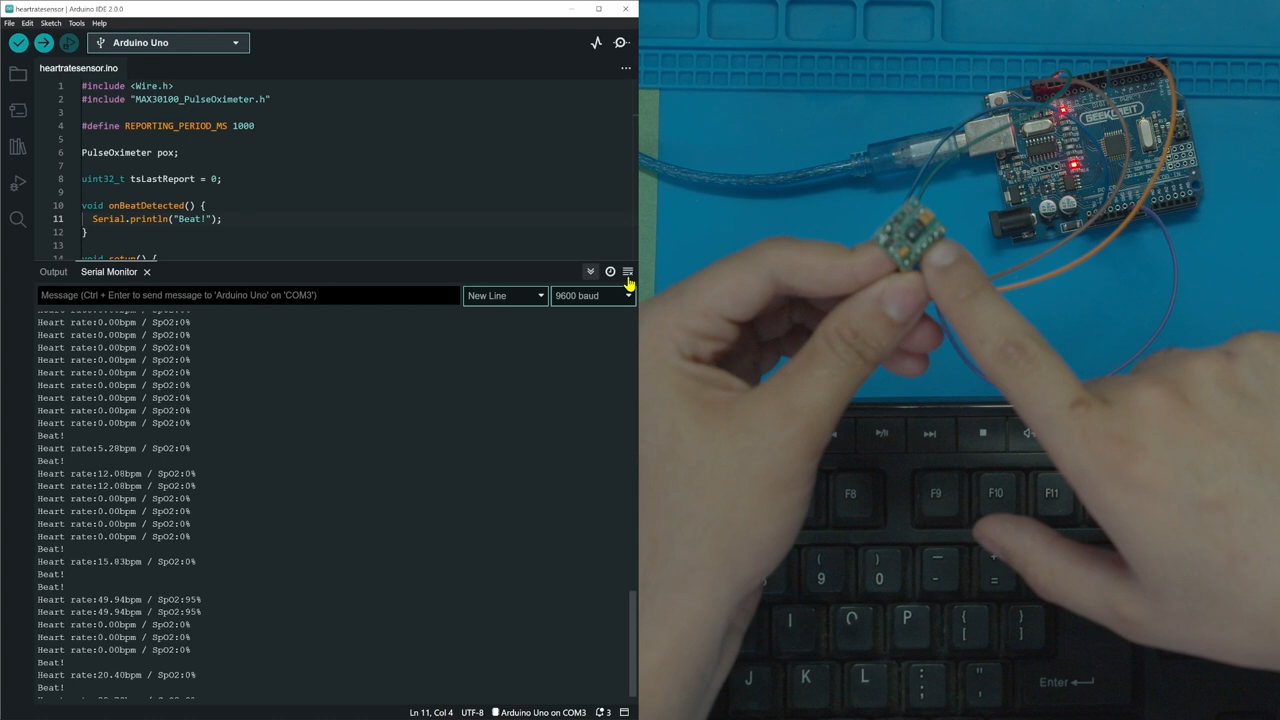 heartratesensor | Arduino IDE 2.0.0
File Edit Sketch Tools Help
Arduino Uno
heartratesensor.ino
1 #include <Wire.h>
2 #include "MAX30100_PulseOximeter.h"
3
4 #define REPORTING_PERIOD_MS 1000
5
6 PulseOximeter pox;
7
8 uint32_t tsLastReport = 0;
9
10 void onBeatDetected() {
11 Serial.println("Beat!");
12 }
13
14 void setup() {
Output Serial Monitor
Message (Ctrl + Enter to send message to 'Arduino Uno' on 'COM3')
New Line
9600 baud
Heart rate:0.00bpm / SpO2:0%
Heart rate:0.00bpm / SpO2:0%
Heart rate:0.00bpm / SpO2:0%
Heart rate:0.00bpm / SpO2:0%
Heart rate:0.00bpm / SpO2:0%
Heart rate:0.00bpm / SpO2:0%
Heart rate:0.00bpm / SpO2:0%
Heart rate:0.00bpm / SpO2:0%
Heart rate:0.00bpm / SpO2:0%
Beat!
Heart rate:5.28bpm / SpO2:0%
Beat!
Heart rate:12.08bpm / SpO2:0%
Heart rate:12.08bpm / SpO2:0%
Heart rate:0.00bpm / SpO2:0%
Heart rate:0.00bpm / SpO2:0%
Heart rate:0.00bpm / SpO2:0%
Heart rate:0.00bpm / SpO2:0%
Beat!
Heart rate:15.83bpm / SpO2:0%
Beat!
Beat!
Heart rate:49.94bpm / SpO2:95%
Heart rate:49.94bpm / SpO2:95%
Heart rate:0.00bpm / SpO2:0%
Heart rate:0.00bpm / SpO2:0%
Heart rate:0.00bpm / SpO2:0%
Beat!
Heart rate:20.40bpm / SpO2:0%
Beat!
Ln 11, Col 4 UTF-8 Arduino Uno on COM3 3
GEEKCREIT
F8 F9 F10 F11
( 9
) 0
_ -
+ =
I O P { [ } ]
J K L : ; " '
Enter